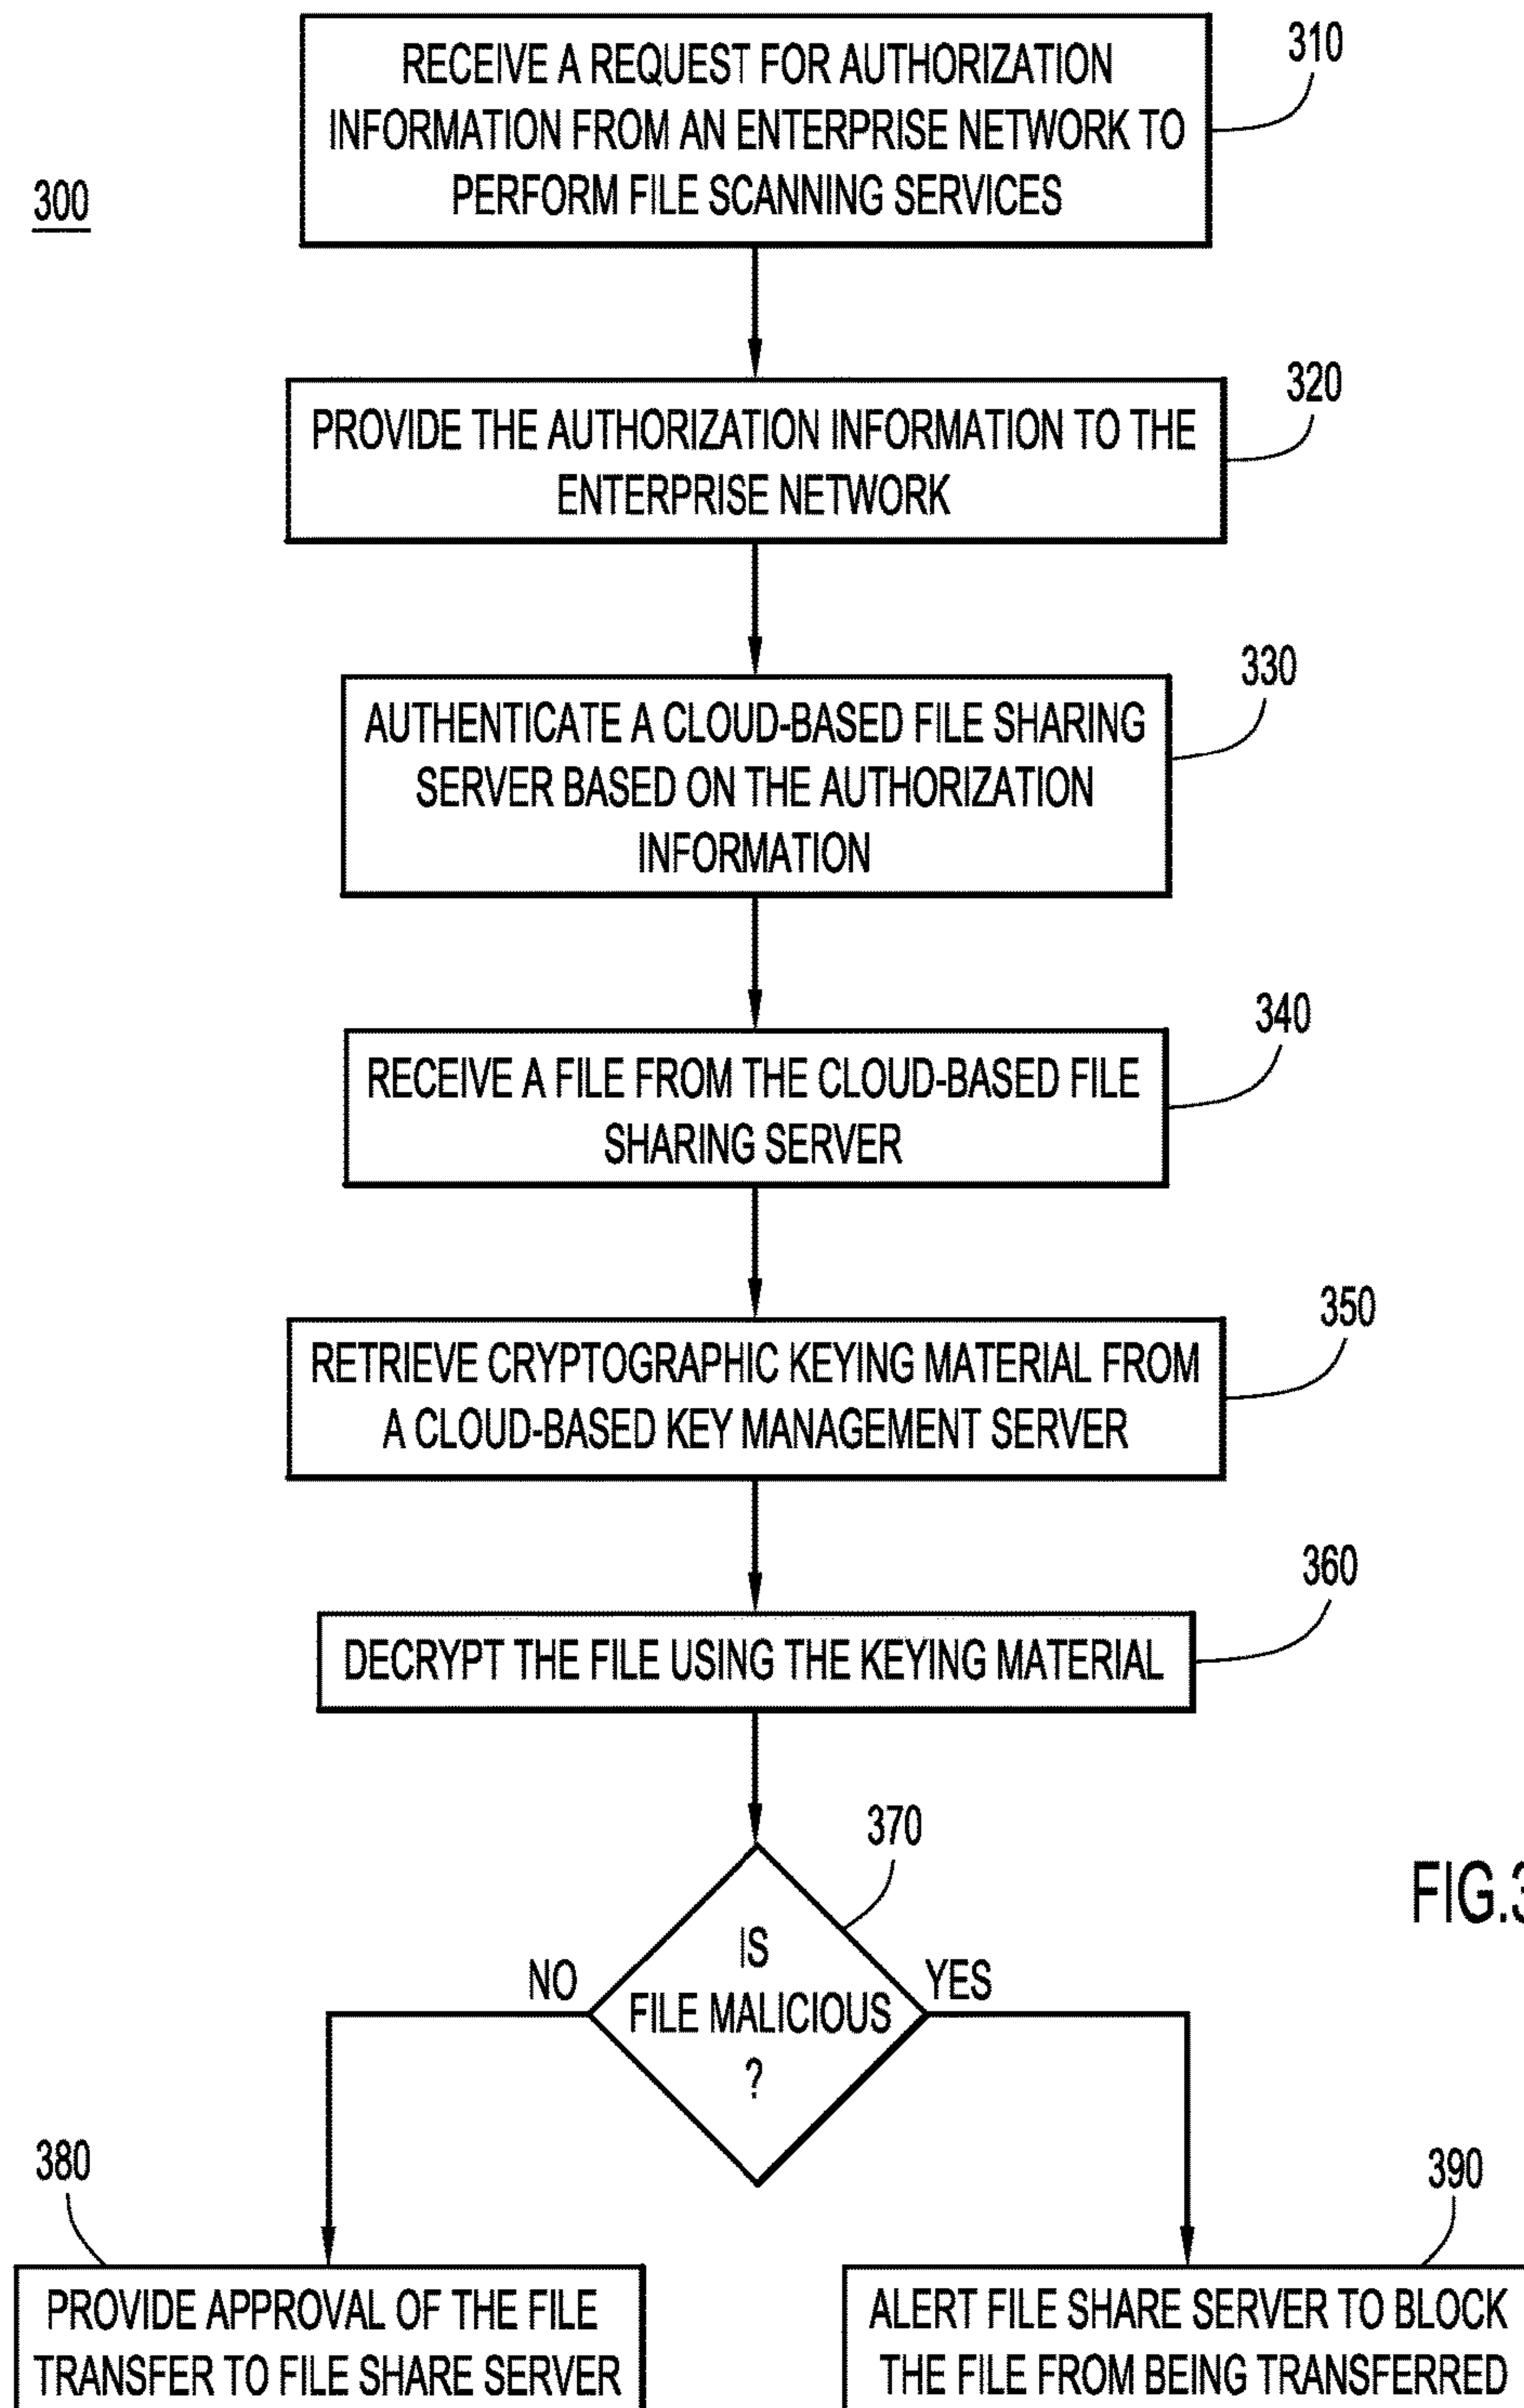 310
RECEIVE A REQUEST FOR AUTHORIZATION
INFORMATION FROM AN ENTERPRISE NETWORK TO
PERFORM FILE SCANNING SERVICES
300
320
PROVIDE THE AUTHORIZATION INFORMATION TO THE
ENTERPRISE NETWORK
330
AUTHENTICATE A CLOUD-BASED FILE SHARING
SERVER BASED ON THE AUTHORIZATION
INFORMATION
340
RECEIVE A FILE FROM THE CLOUD-BASED FILE
SHARING SERVER
350
RETRIEVE CRYPTOGRAPHIC KEYING MATERIAL FROM
A CLOUD-BASED KEY MANAGEMENT SERVER
360
DECRYPT THE FILE USING THE KEYING MATERIAL
370
FIG.3
IS
FILE MALICIOUS
?
NO
YES
380
PROVIDE APPROVAL OF THE FILE
TRANSFER TO FILE SHARE SERVER
390
ALERT FILE SHARE SERVER TO BLOCK
THE FILE FROM BEING TRANSFERRED